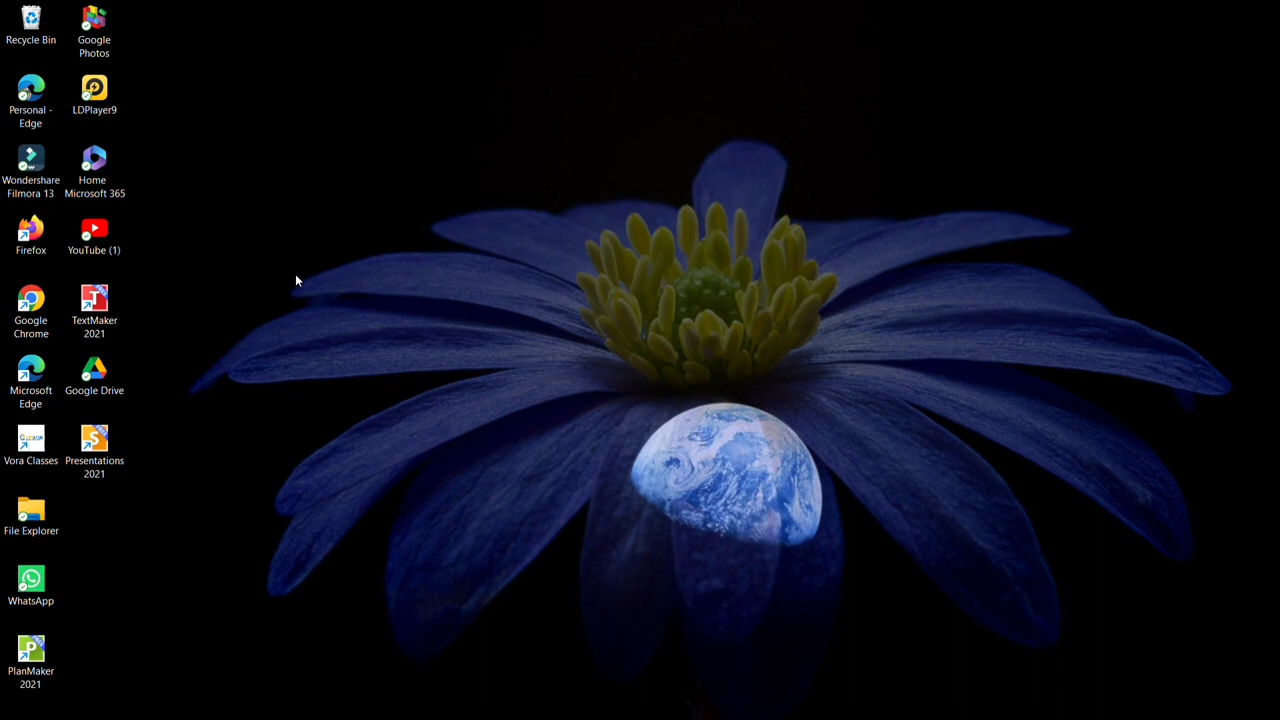 Recycle Bin
Google
Photos
Personal -
Edge
LDPlayer9
Wondershare
Filmora 13
Home
Microsoft 365
Firefox
YouTube (1)
Google
Chrome
TextMaker
2021
Microsoft
Edge
Google Drive
Vora Classes
Presentations
2021
File Explorer
WhatsApp
PlanMaker
2021